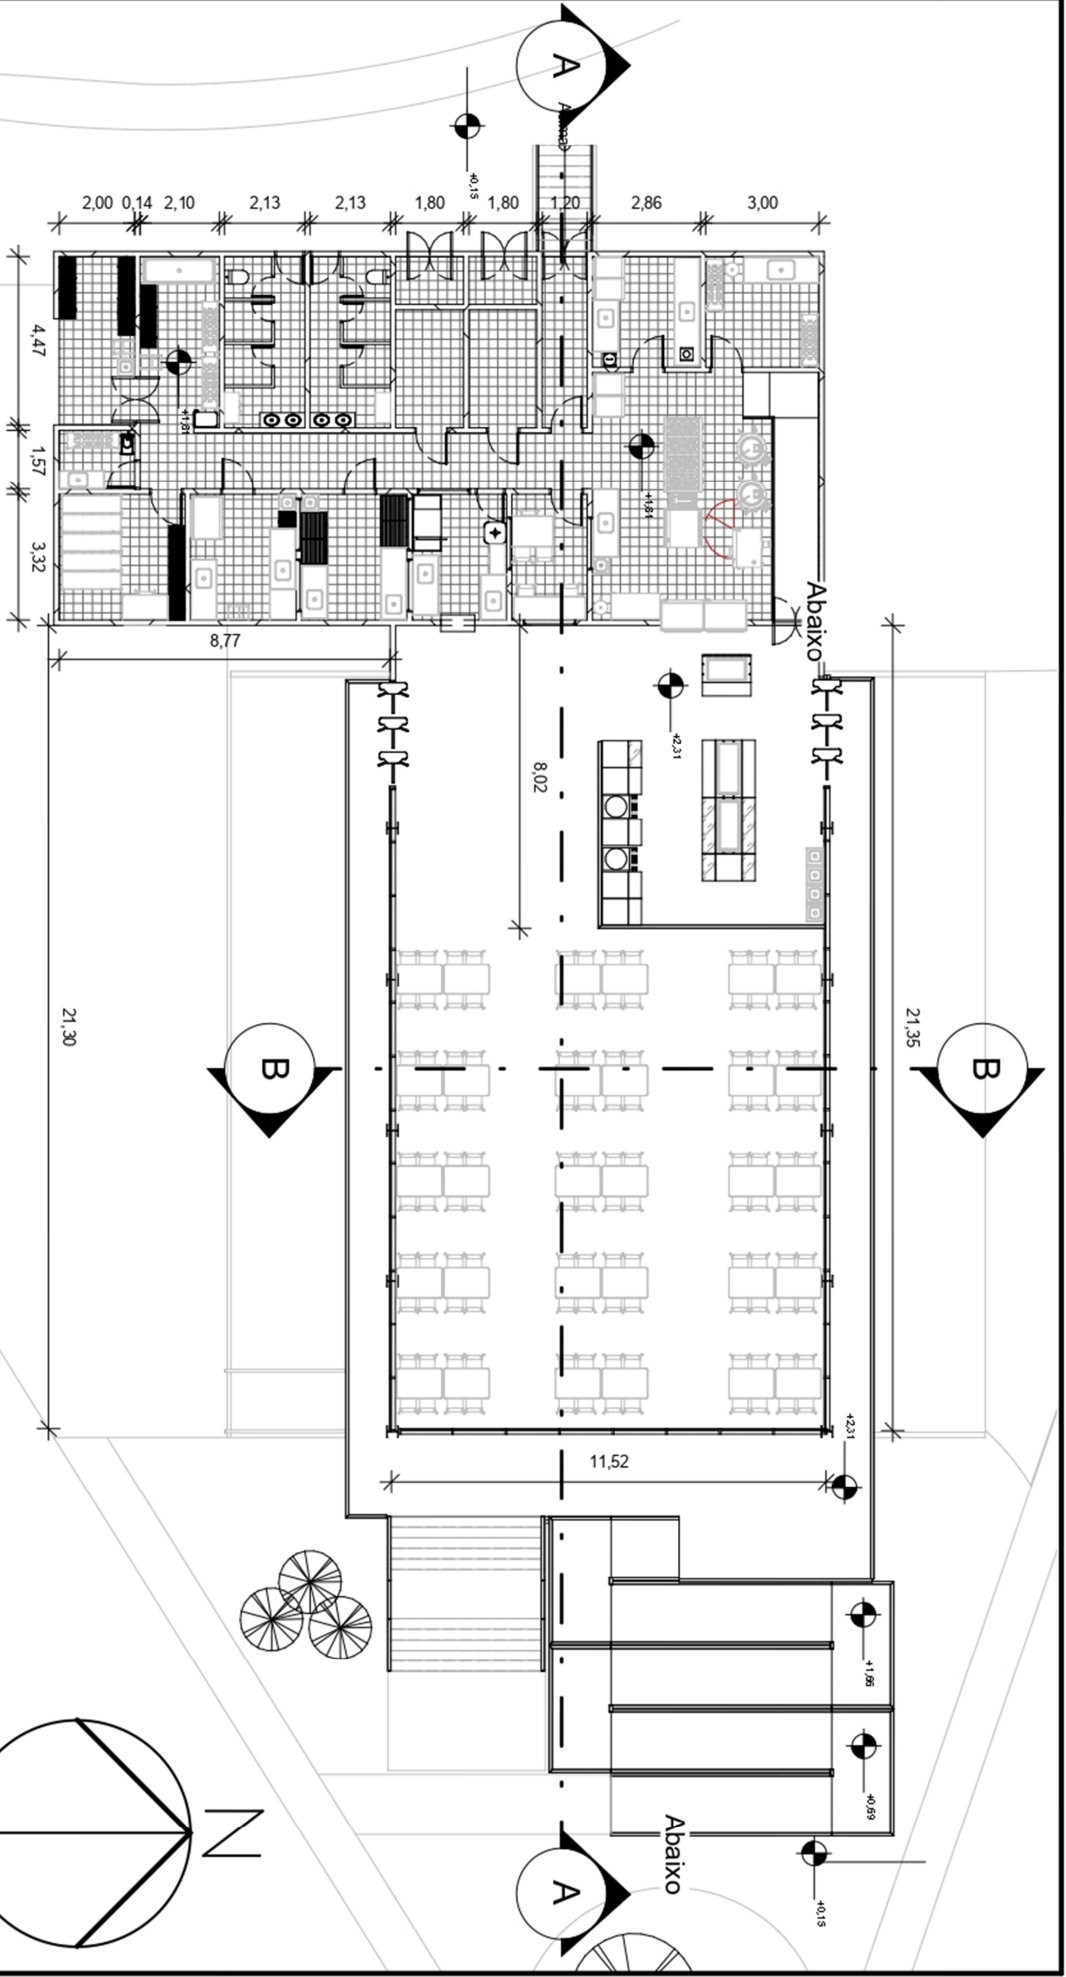 A
Acima
+0,15
2,00 0,14 2,10 2,13 2,13 1,80 1,80 1,20 2,86 3,00
4,47
+1,81
1,57
+1,81
3,32
Abaixo
8,77
+2,31
8,02
21,30
21,35
B
B
+2,31
11,52
+1,66
+0,69
N
Abaixo
A
+0,15